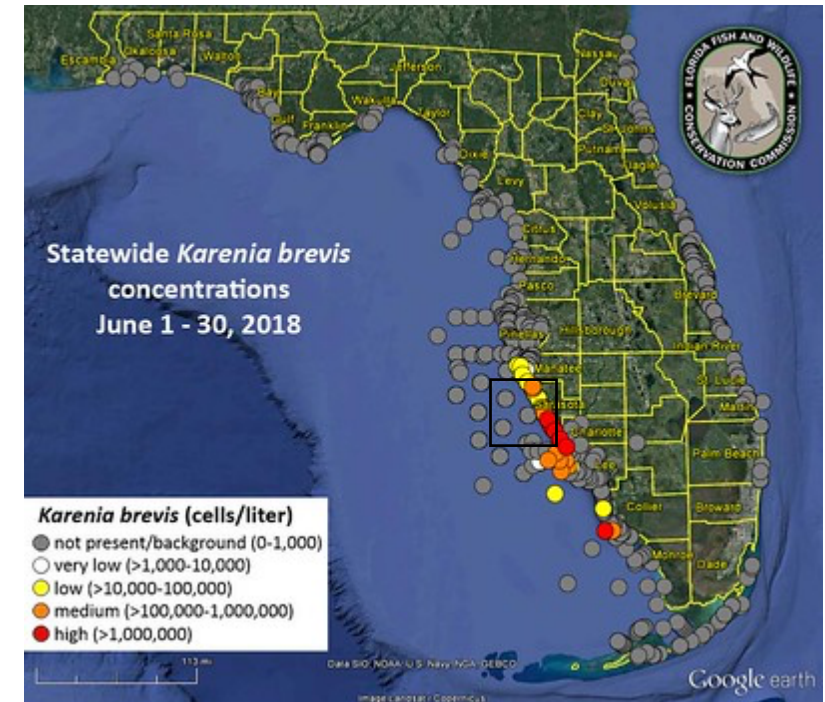 Santa Rosa
Okaloosa
Escambia
Walton
Nassau
Jefferson
Duval
Bay
Wakulla
Taylor
Clay
Gulf
Franklin
St. Johns
Putnam
Dixie
Flagler
Levy
Volusia
Citrus
Hernando
Pasco
Brevard
Pinellas
Hillsborough
Indian River
Manatee
St. Lucie
Sarasota
Martin
Charlotte
Palm Beach
Lee
Collier
Broward
Monroe
Dade
FLORIDA FISH AND WILDLIFE
CONSERVATION COMMISSION
Statewide Karenia brevis
concentrations
June 1 - 30, 2018
Karenia brevis (cells/liter)
not present/background (0-1,000)
very low (>1,000-10,000)
low (>10,000-100,000)
medium (>100,000-1,000,000)
high (>1,000,000)
113 mi
Data SIO, NOAA, U.S. Navy, NGA, GEBCO
Image Landsat / Copernicus
Google earth